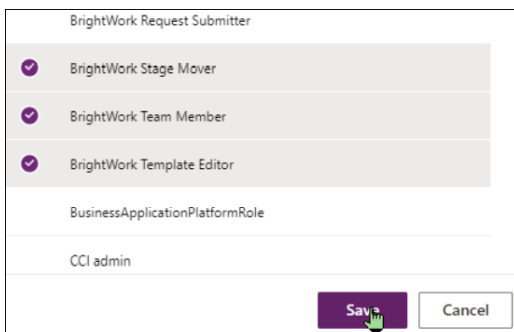 BrightWork Request Submitter
BrightWork Stage Mover
BrightWork Team Member
BrightWork Template Editor
BusinessApplicationPlatformRole
CCI admin
Save
Cancel